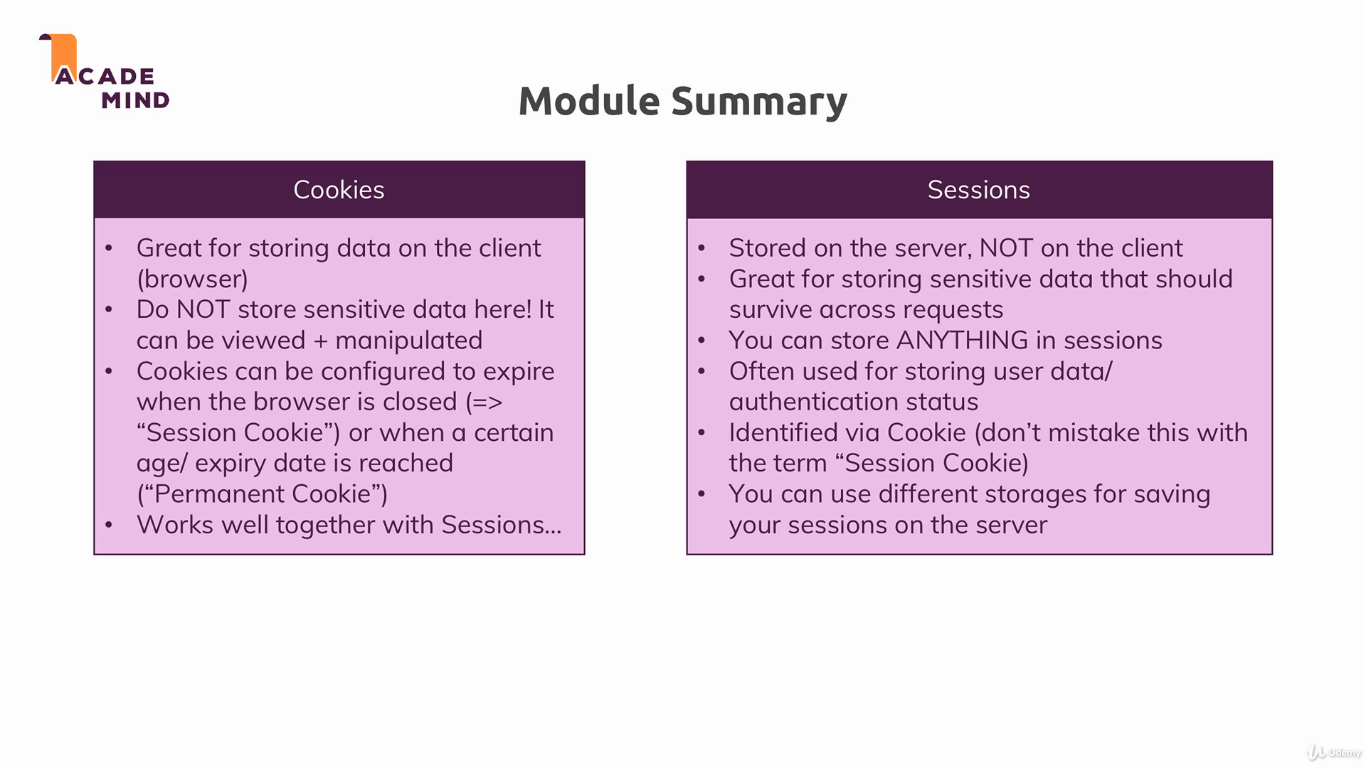 ACADE
MIND
Module Summary
Cookies
• Great for storing data on the client
(browser)
• Do NOT store sensitive data here! It
can be viewed + manipulated
• Cookies can be configured to expire
when the browser is closed (=>
“Session Cookie”) or when a certain
age/ expiry date is reached
(“Permanent Cookie”)
• Works well together with Sessions…
Sessions
• Stored on the server, NOT on the client
• Great for storing sensitive data that should
survive across requests
• You can store ANYTHING in sessions
• Often used for storing user data/
authentication status
• Identified via Cookie (don’t mistake this with
the term “Session Cookie)
• You can use different storages for saving
your sessions on the server
Udemy